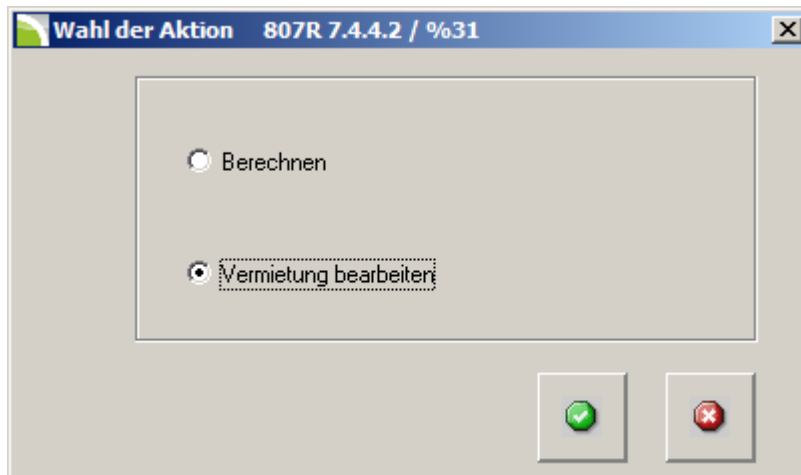 Wahl der Aktion 807R 7.4.4.2 / %31
Berechnen
Vermietung bearbeiten